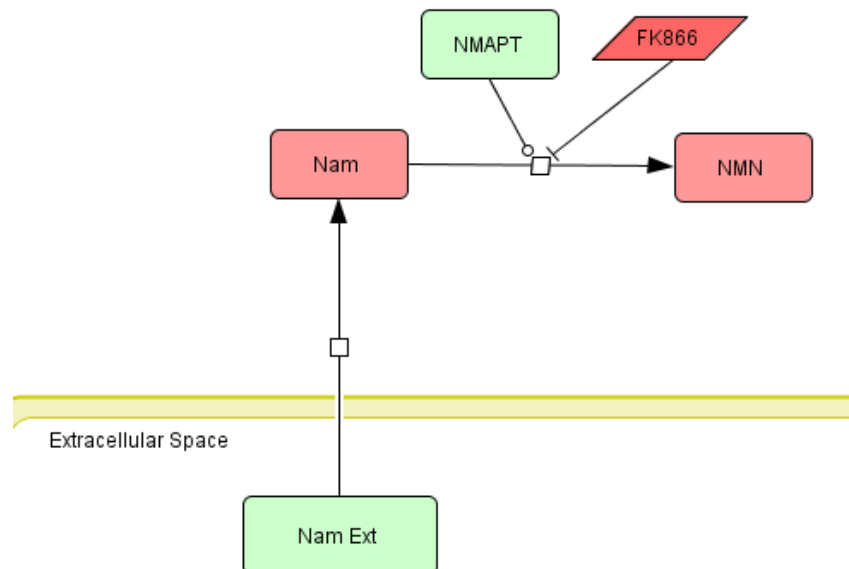 NMAPT
FK866
Nam
NMN
Extracellular Space
Nam Ext